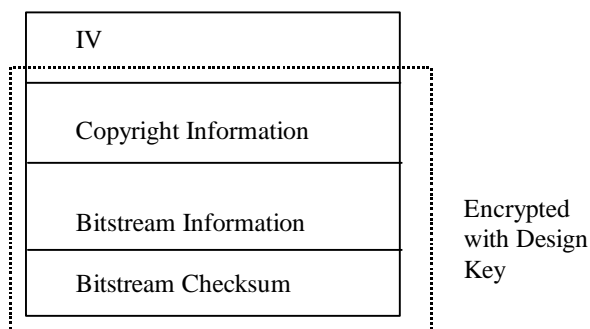 IV
Copyright Information
Bitstream Information
Bitstream Checksum
Encrypted
with Design
Key